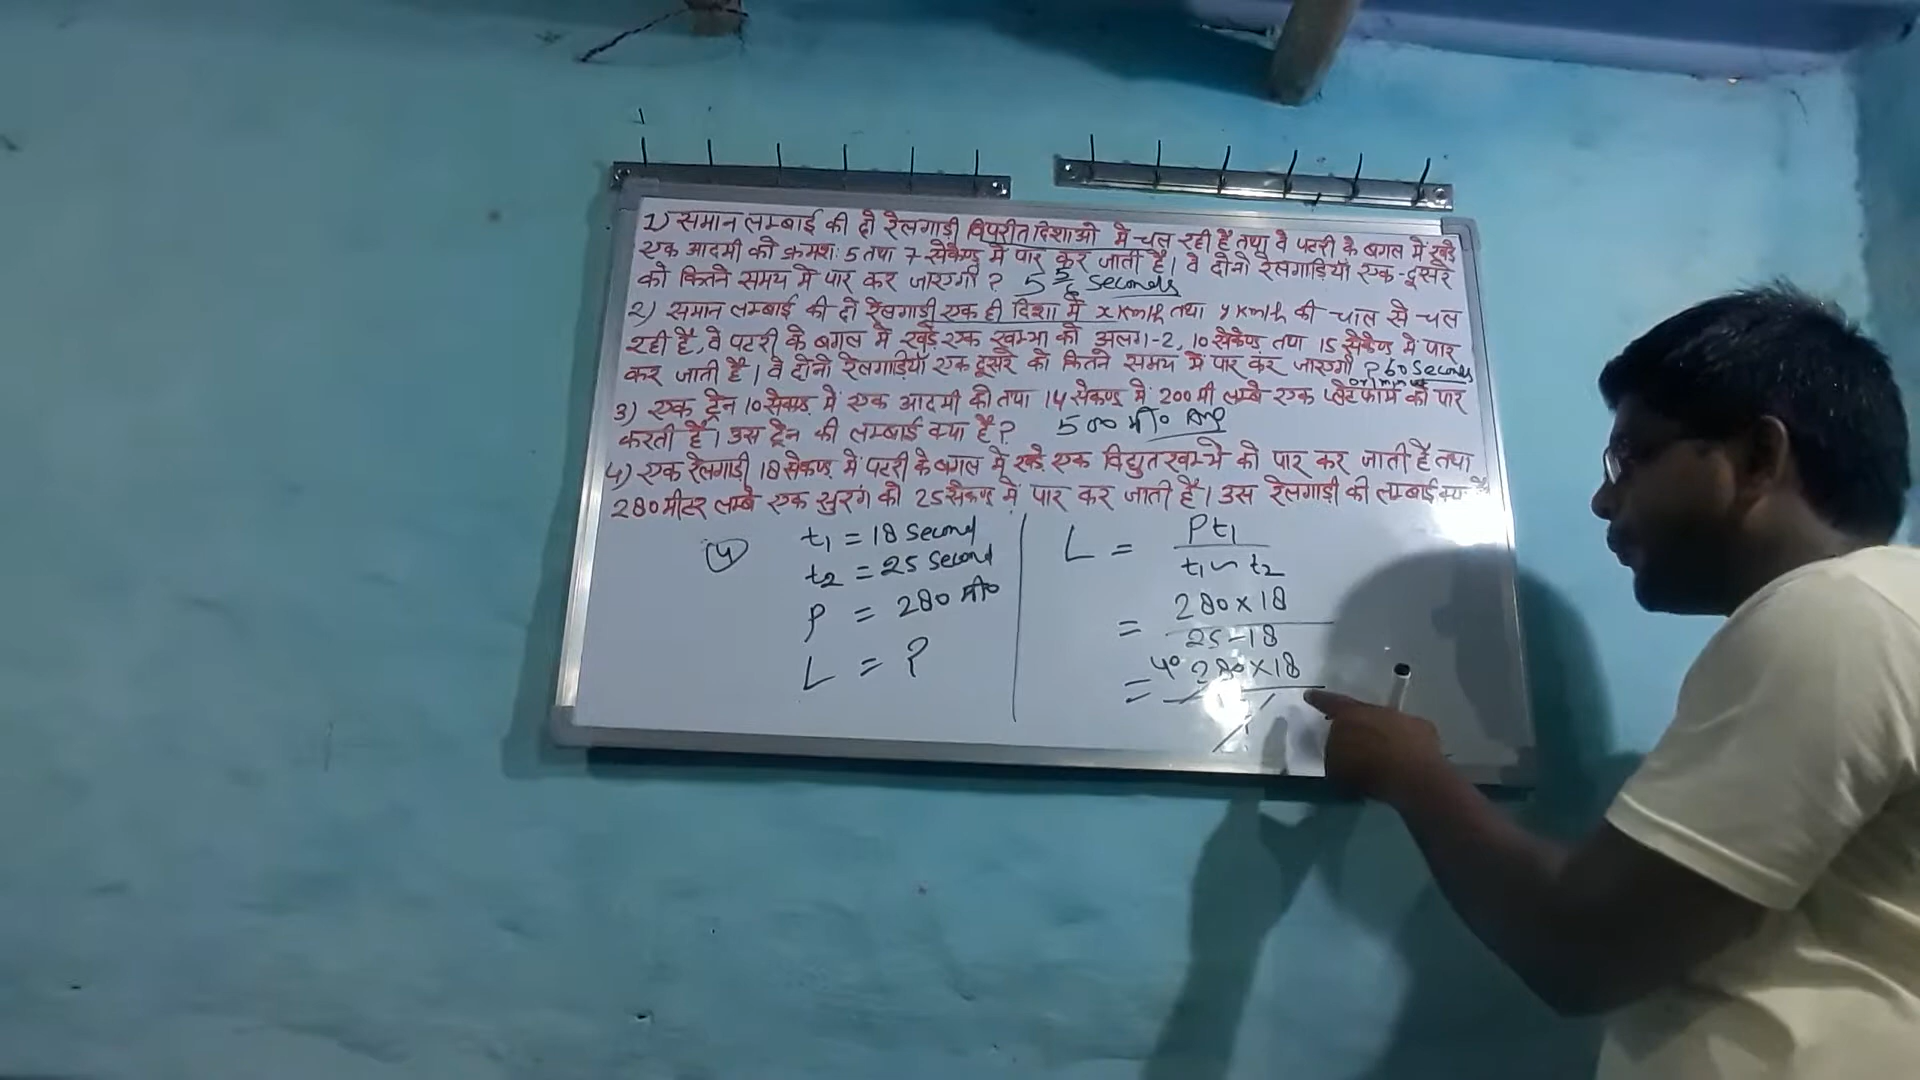 1) समान लम्बाई की दो रेलगाड़ी विपरीत दिशाओं में चल रही हैं तथा वे पटरी के बगल में खड़े
एक आदमी को क्रमशः 5 तथा 7 सेकेण्ड में पार कर जाती है। वे दोनों रेलगाड़ियाँ एक-दूसरे
को कितने समय में पार कर जाएगी ? 5 5/6 Seconds
2) समान लम्बाई की दो रेलगाड़ी एक ही दिशा में x Km/h तथा y Km/h की चाल से चल
रही है, वे पटरी के बगल में खड़े एक खम्भा को अलग-2, 10 सेकेण्ड तथा 15 सेकेण्ड में पार
कर जाती है। वे दोनों रेलगाड़ियाँ एक दूसरे को कितने समय में पार कर जाएगी ? 60 Seconds
or 1 minut
3) एक ट्रेन 10 सेकेण्ड में एक आदमी को तथा 14 सेकेण्ड में 200 मी लम्बे एक प्लेटफार्म को पार
करती है। उस ट्रेन की लम्बाई क्या है ? 500 मी०
4) एक रेलगाड़ी 18 सेकेण्ड में पटरी के बगल में खड़े एक विद्युत खम्भे को पार कर जाती है तथा
280 मीटर लम्बे एक सुरंग को 25 सेकेण्ड में पार कर जाती है। उस रेलगाड़ी की लम्बाई क्या है
(4) t₁ = 18 Second
t₂ = 25 Second
P = 280 मी०
L = ?
L = Pt₁
t₁ ~ t₂
= 280 × 18
25 - 18
= 40 280 × 18